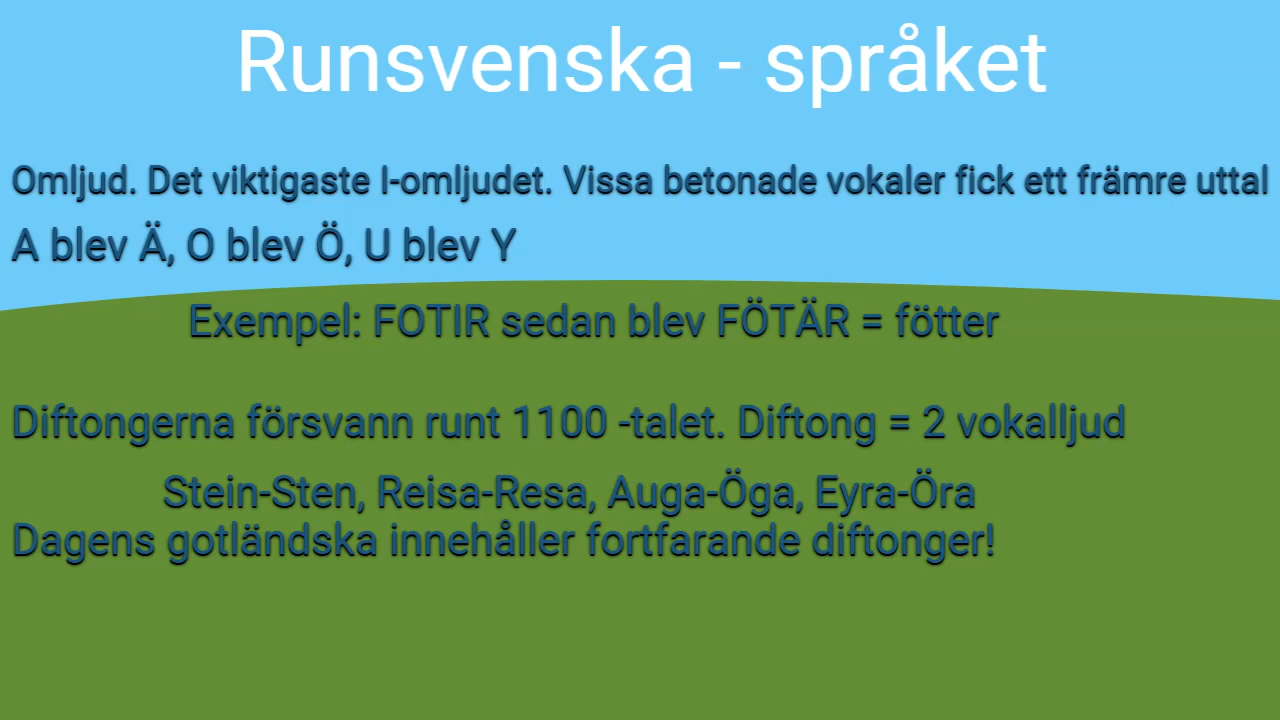 Runsvenska - språket
Omljud. Det viktigaste I-omljudet. Vissa betonade vokaler fick ett främre uttal
A blev Ä, O blev Ö, U blev Y
Exempel: FOTIR sedan blev FÖTÄR = fötter
Diftongerna försvann runt 1100 -talet. Diftong = 2 vokalljud
Stein-Sten, Reisa-Resa, Auga-Öga, Eyra-Öra
Dagens gotländska innehåller fortfarande diftonger!